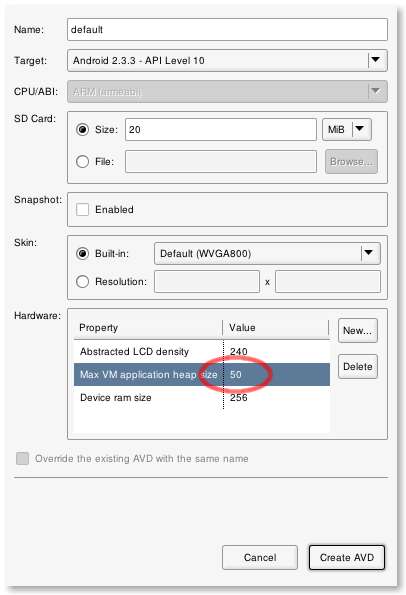 Name: default
Target: Android 2.3.3 - API Level 10
CPU/ABI: ARM (armeabi)
SD Card: Size: 20 MiB
File: Browse...
Snapshot: Enabled
Skin: Built-in: Default (WVGA800)
Resolution: x
Hardware: Property Value New...
Abstracted LCD density 240
Max VM application heap size 50 Delete
Device ram size 256
Override the existing AVD with the same name
Cancel Create AVD